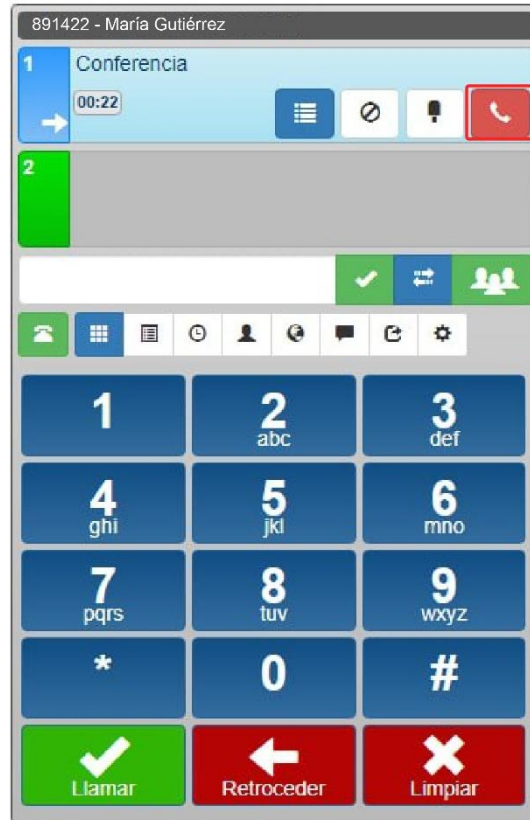 891422 - María Gutiérrez
1 Conferencia
00:22
2
1 2 3
abc def
4 5 6
ghi jkl mno
7 8 9
pqrs tuv wxyz
* 0 #
Llamar Retroceder Limpiar